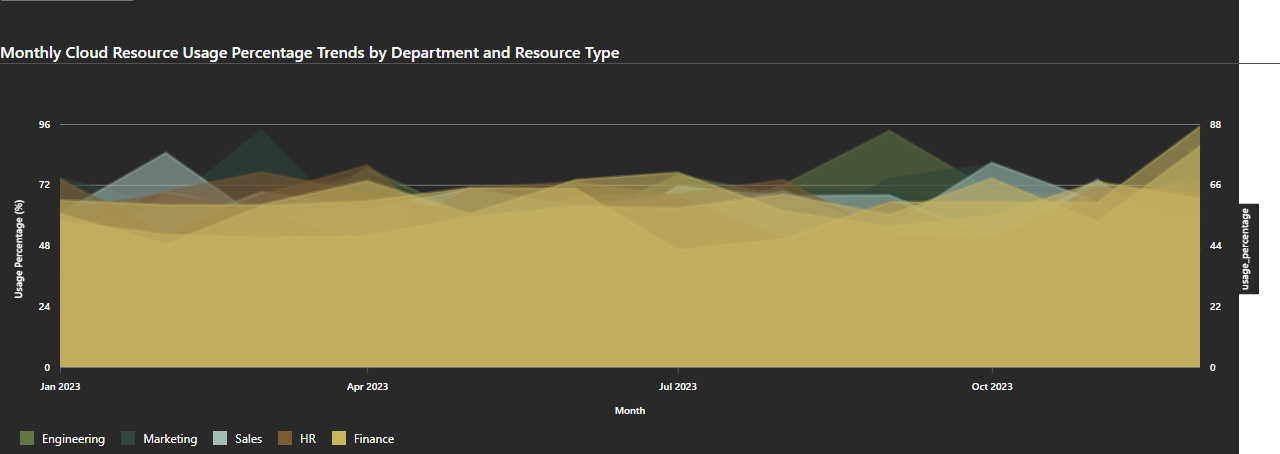 Monthly Cloud Resource Usage Percentage Trends by Department and Resource Type
96
88
72
66
Usage Percentage (%)
usage_percentage
48
44
24
22
0
0
Jan 2023
Apr 2023
Jul 2023
Oct 2023
Month
Engineering
Marketing
Sales
HR
Finance